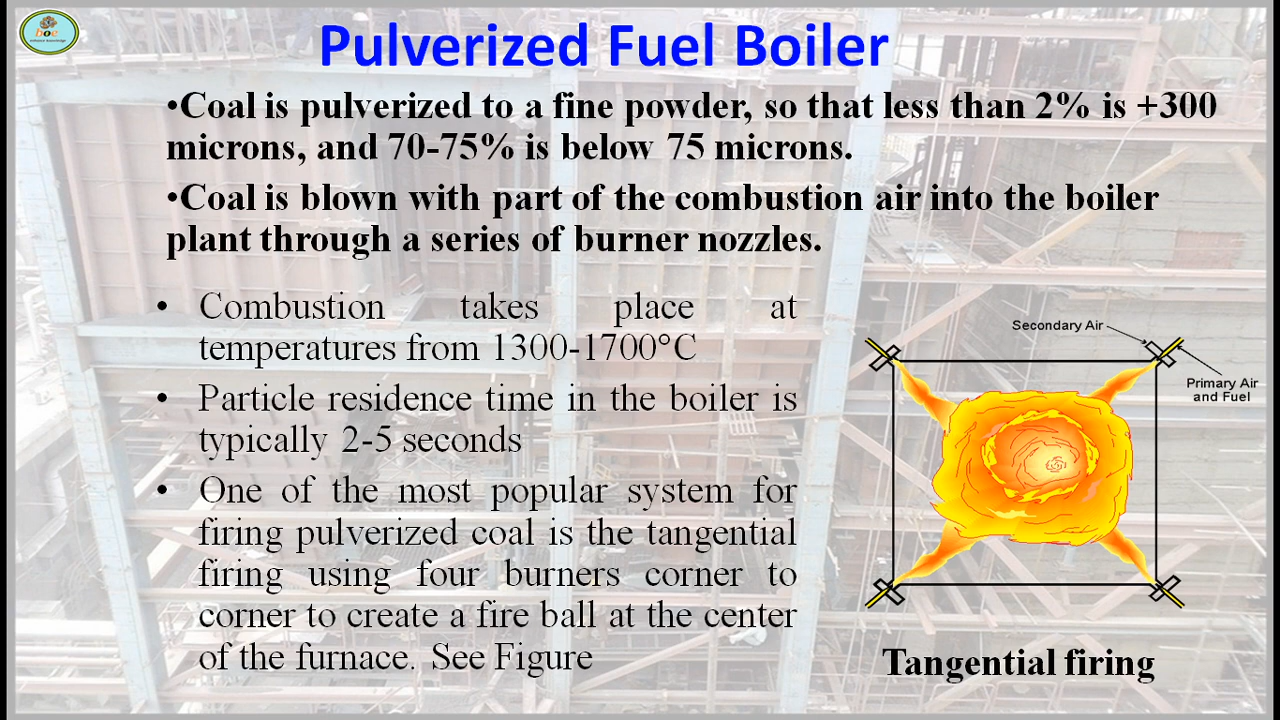 boe
Pulverized Fuel Boiler
•Coal is pulverized to a fine powder, so that less than 2% is +300
microns, and 70-75% is below 75 microns.
•Coal is blown with part of the combustion air into the boiler
plant through a series of burner nozzles.
• Combustion takes place at
temperatures from 1300-1700°C
• Particle residence time in the boiler is
typically 2-5 seconds
• One of the most popular system for
firing pulverized coal is the tangential
firing using four burners corner to
corner to create a fire ball at the center
of the furnace. See Figure
Secondary Air
Primary Air
and Fuel
Tangential firing